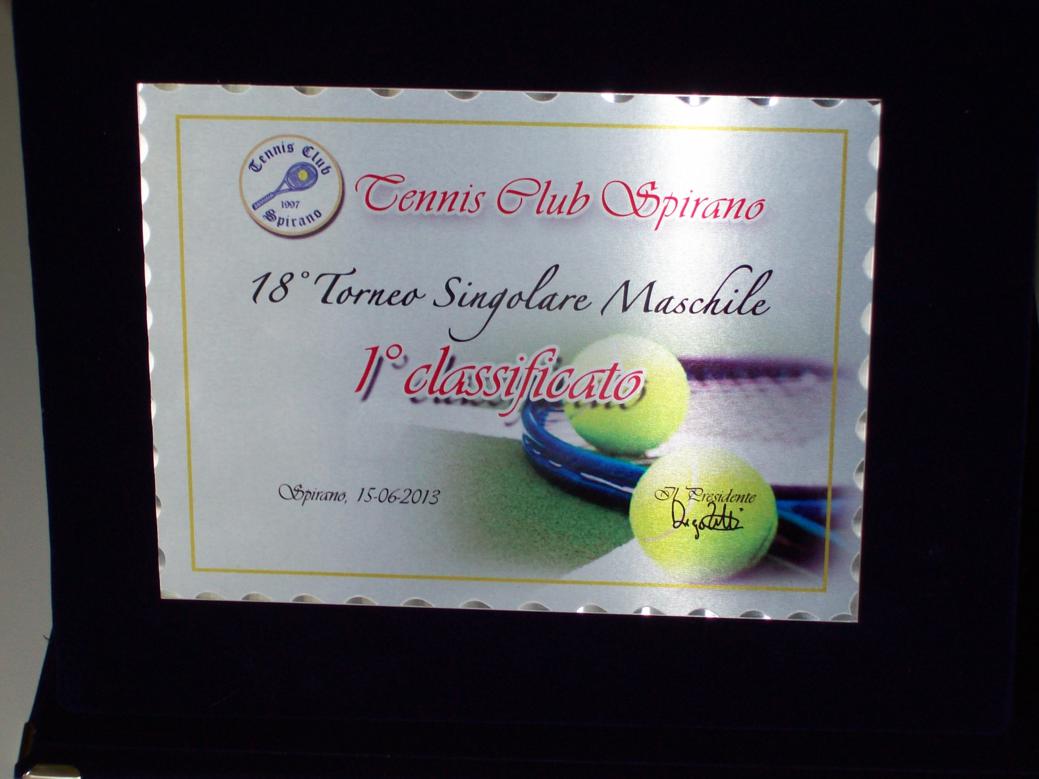 Tennis Club
1997
Spirano
Tennis Club Spirano
18° Torneo Singolare Maschile
1° classificato
Spirano, 15-06-2013
Il Presidente